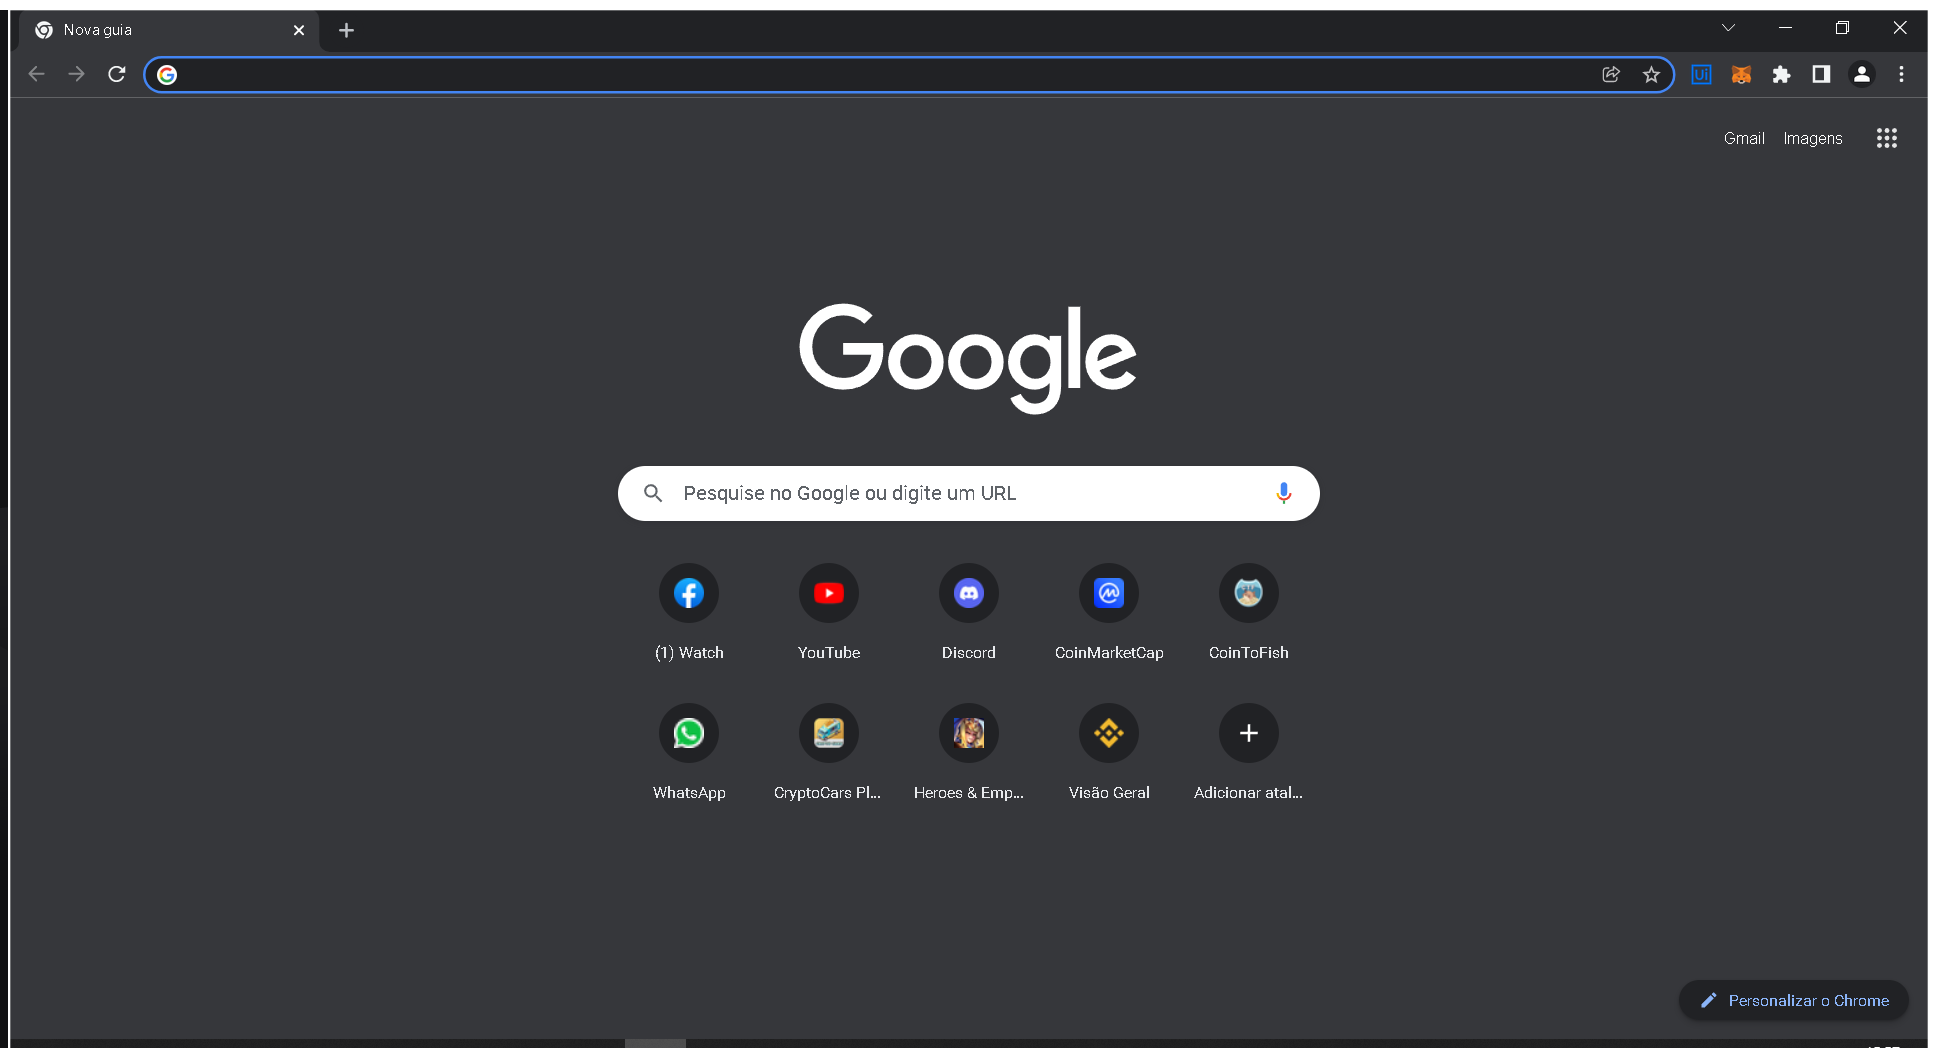 Nova guia
Gmail Imagens
Google
Pesquise no Google ou digite um URL
(1) Watch YouTube Discord CoinMarketCap CoinToFish
WhatsApp CryptoCars Pl... Heroes & Emp... Visão Geral Adicionar atal...
Personalizar o Chrome